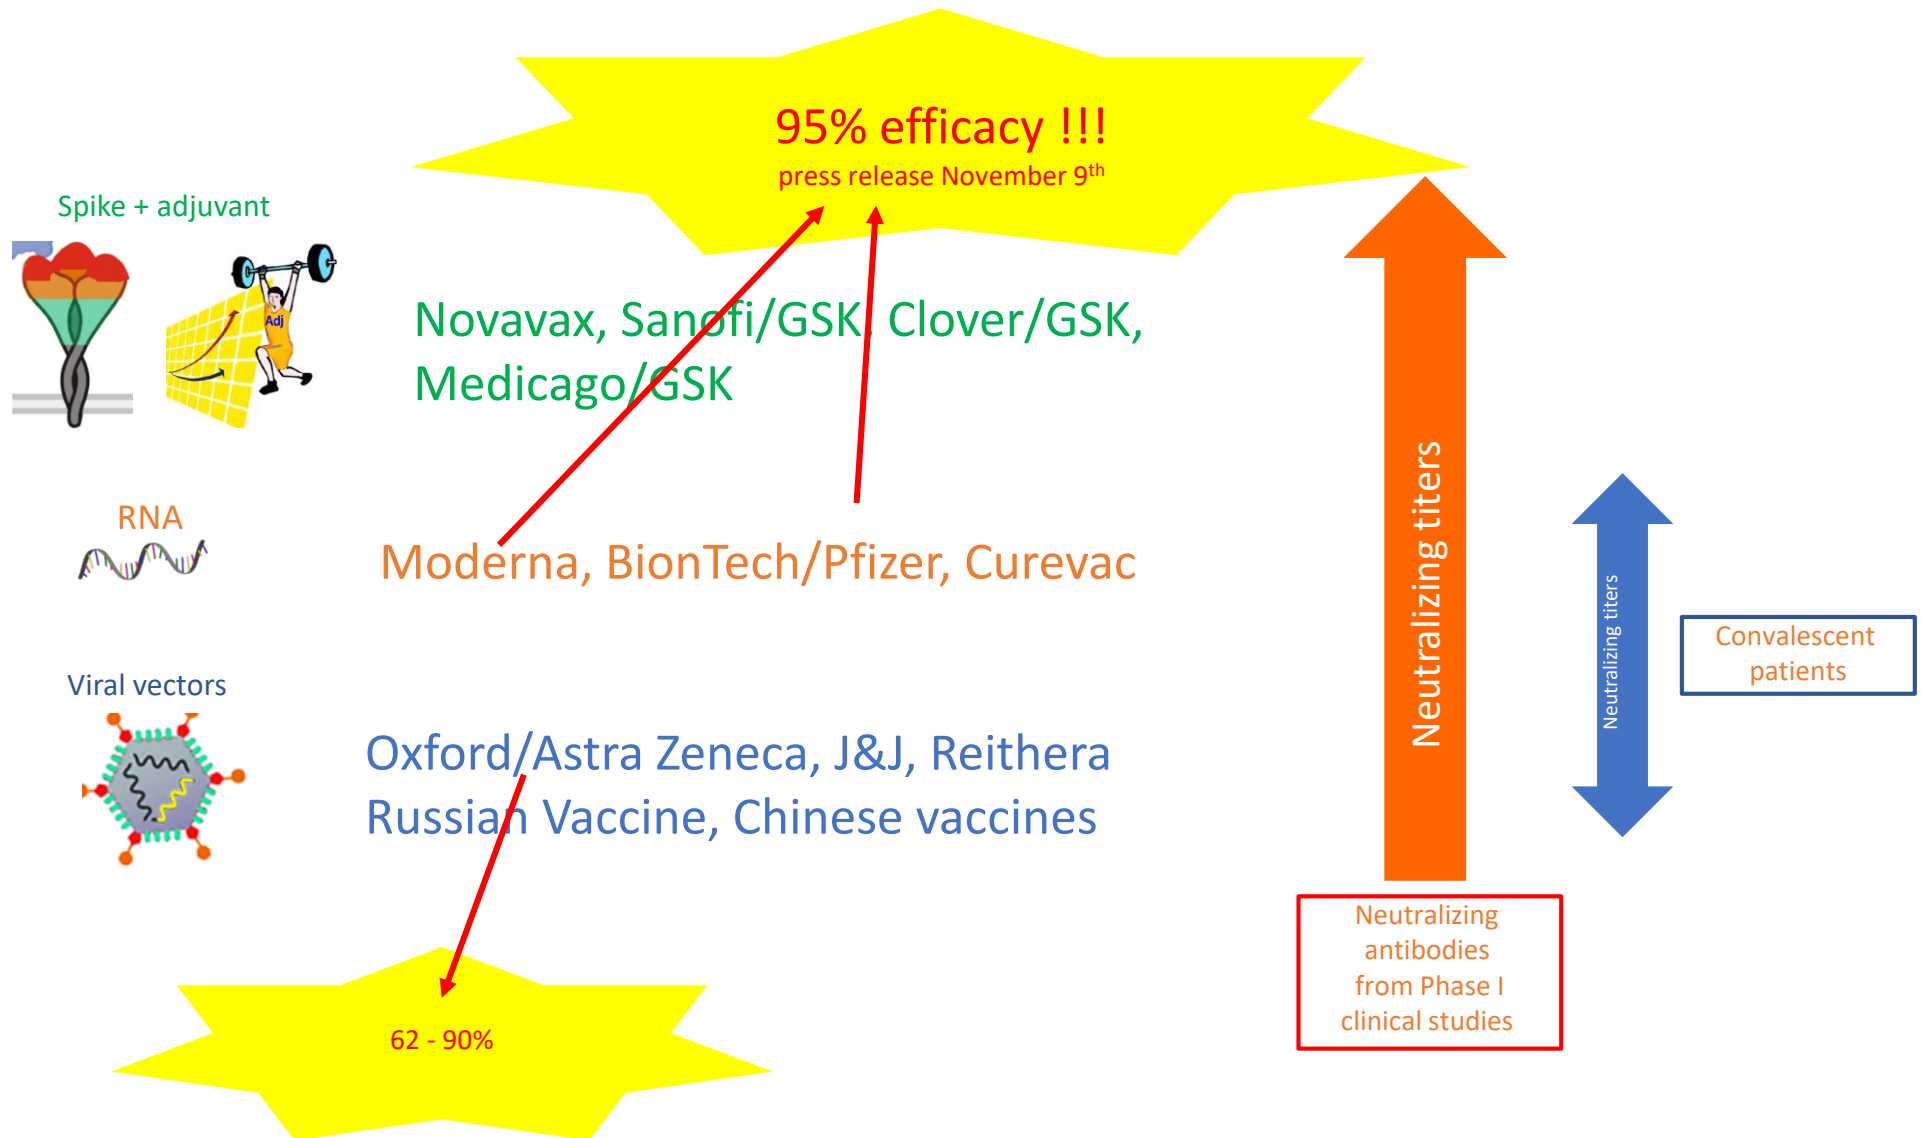 95% efficacy !!!
press release November 9th
Spike + adjuvant
Adj
Novavax, Sanofi/GSK, Clover/GSK,
Medicago/GSK
RNA
Moderna, BionTech/Pfizer, Curevac
Viral vectors
Oxford/Astra Zeneca, J&J, Reithera
Russian Vaccine, Chinese vaccines
62 - 90%
Neutralizing titers
Neutralizing
antibodies
from Phase I
clinical studies
Neutralizing titers
Convalescent
patients